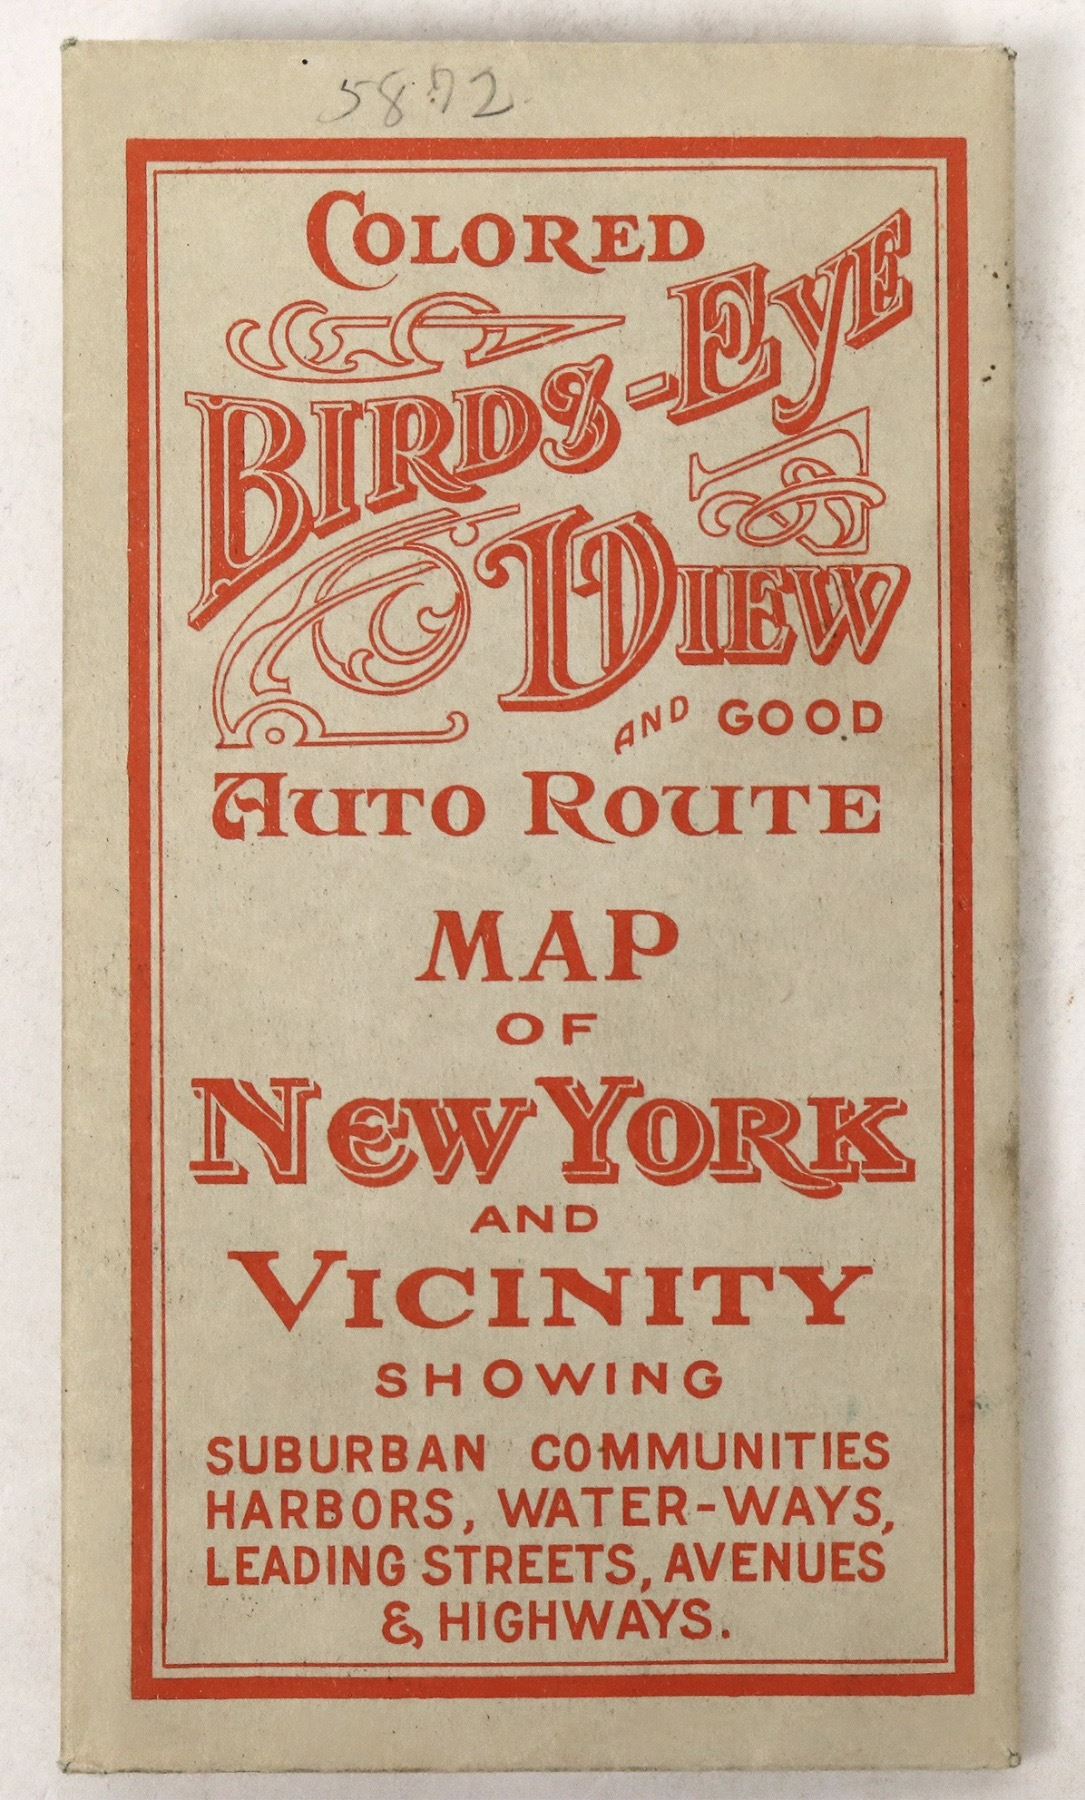 5872
COLORED
BIRDS-EYE
VIEW
AND GOOD
AUTO ROUTE
MAP
OF
NEW YORK
AND
VICINITY
SHOWING
SUBURBAN COMMUNITIES
HARBORS, WATER-WAYS,
LEADING STREETS, AVENUES
& HIGHWAYS.